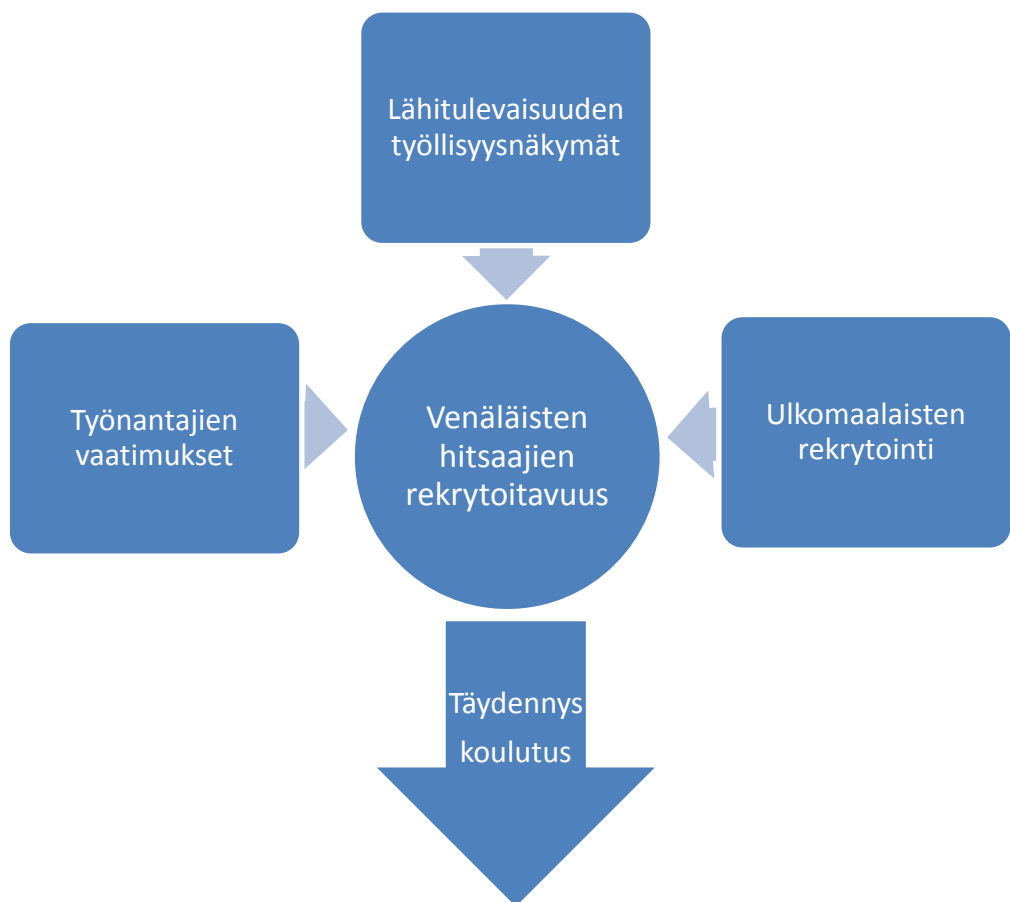 Lähitulevaisuuden
työllisyysnäkymät
Työnantajien
vaatimukset
Venäläisten
hitsaajien
rekrytoitavuus
Ulkomaalaisten
rekrytointi
Täydennys
koulutus